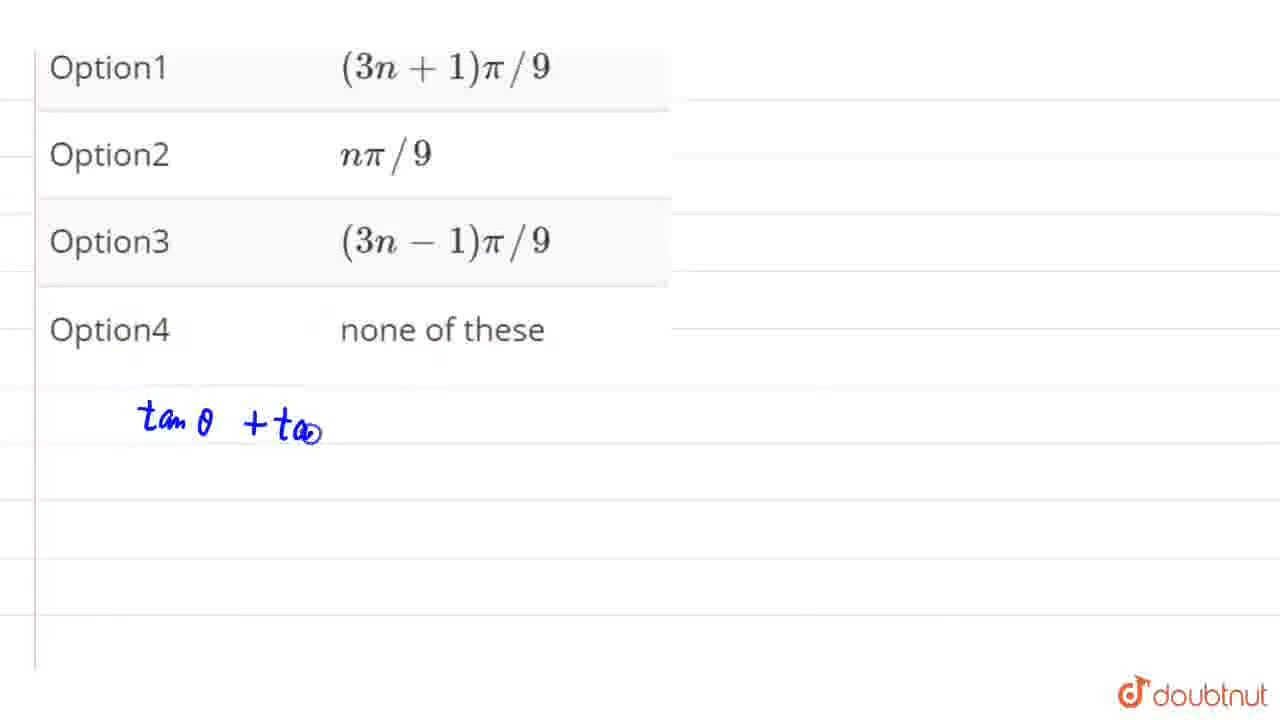 Option1 (3n + 1)π/9
Option2 nπ/9
Option3 (3n − 1)π/9
Option4 none of these
tan θ + ta
doubtnut